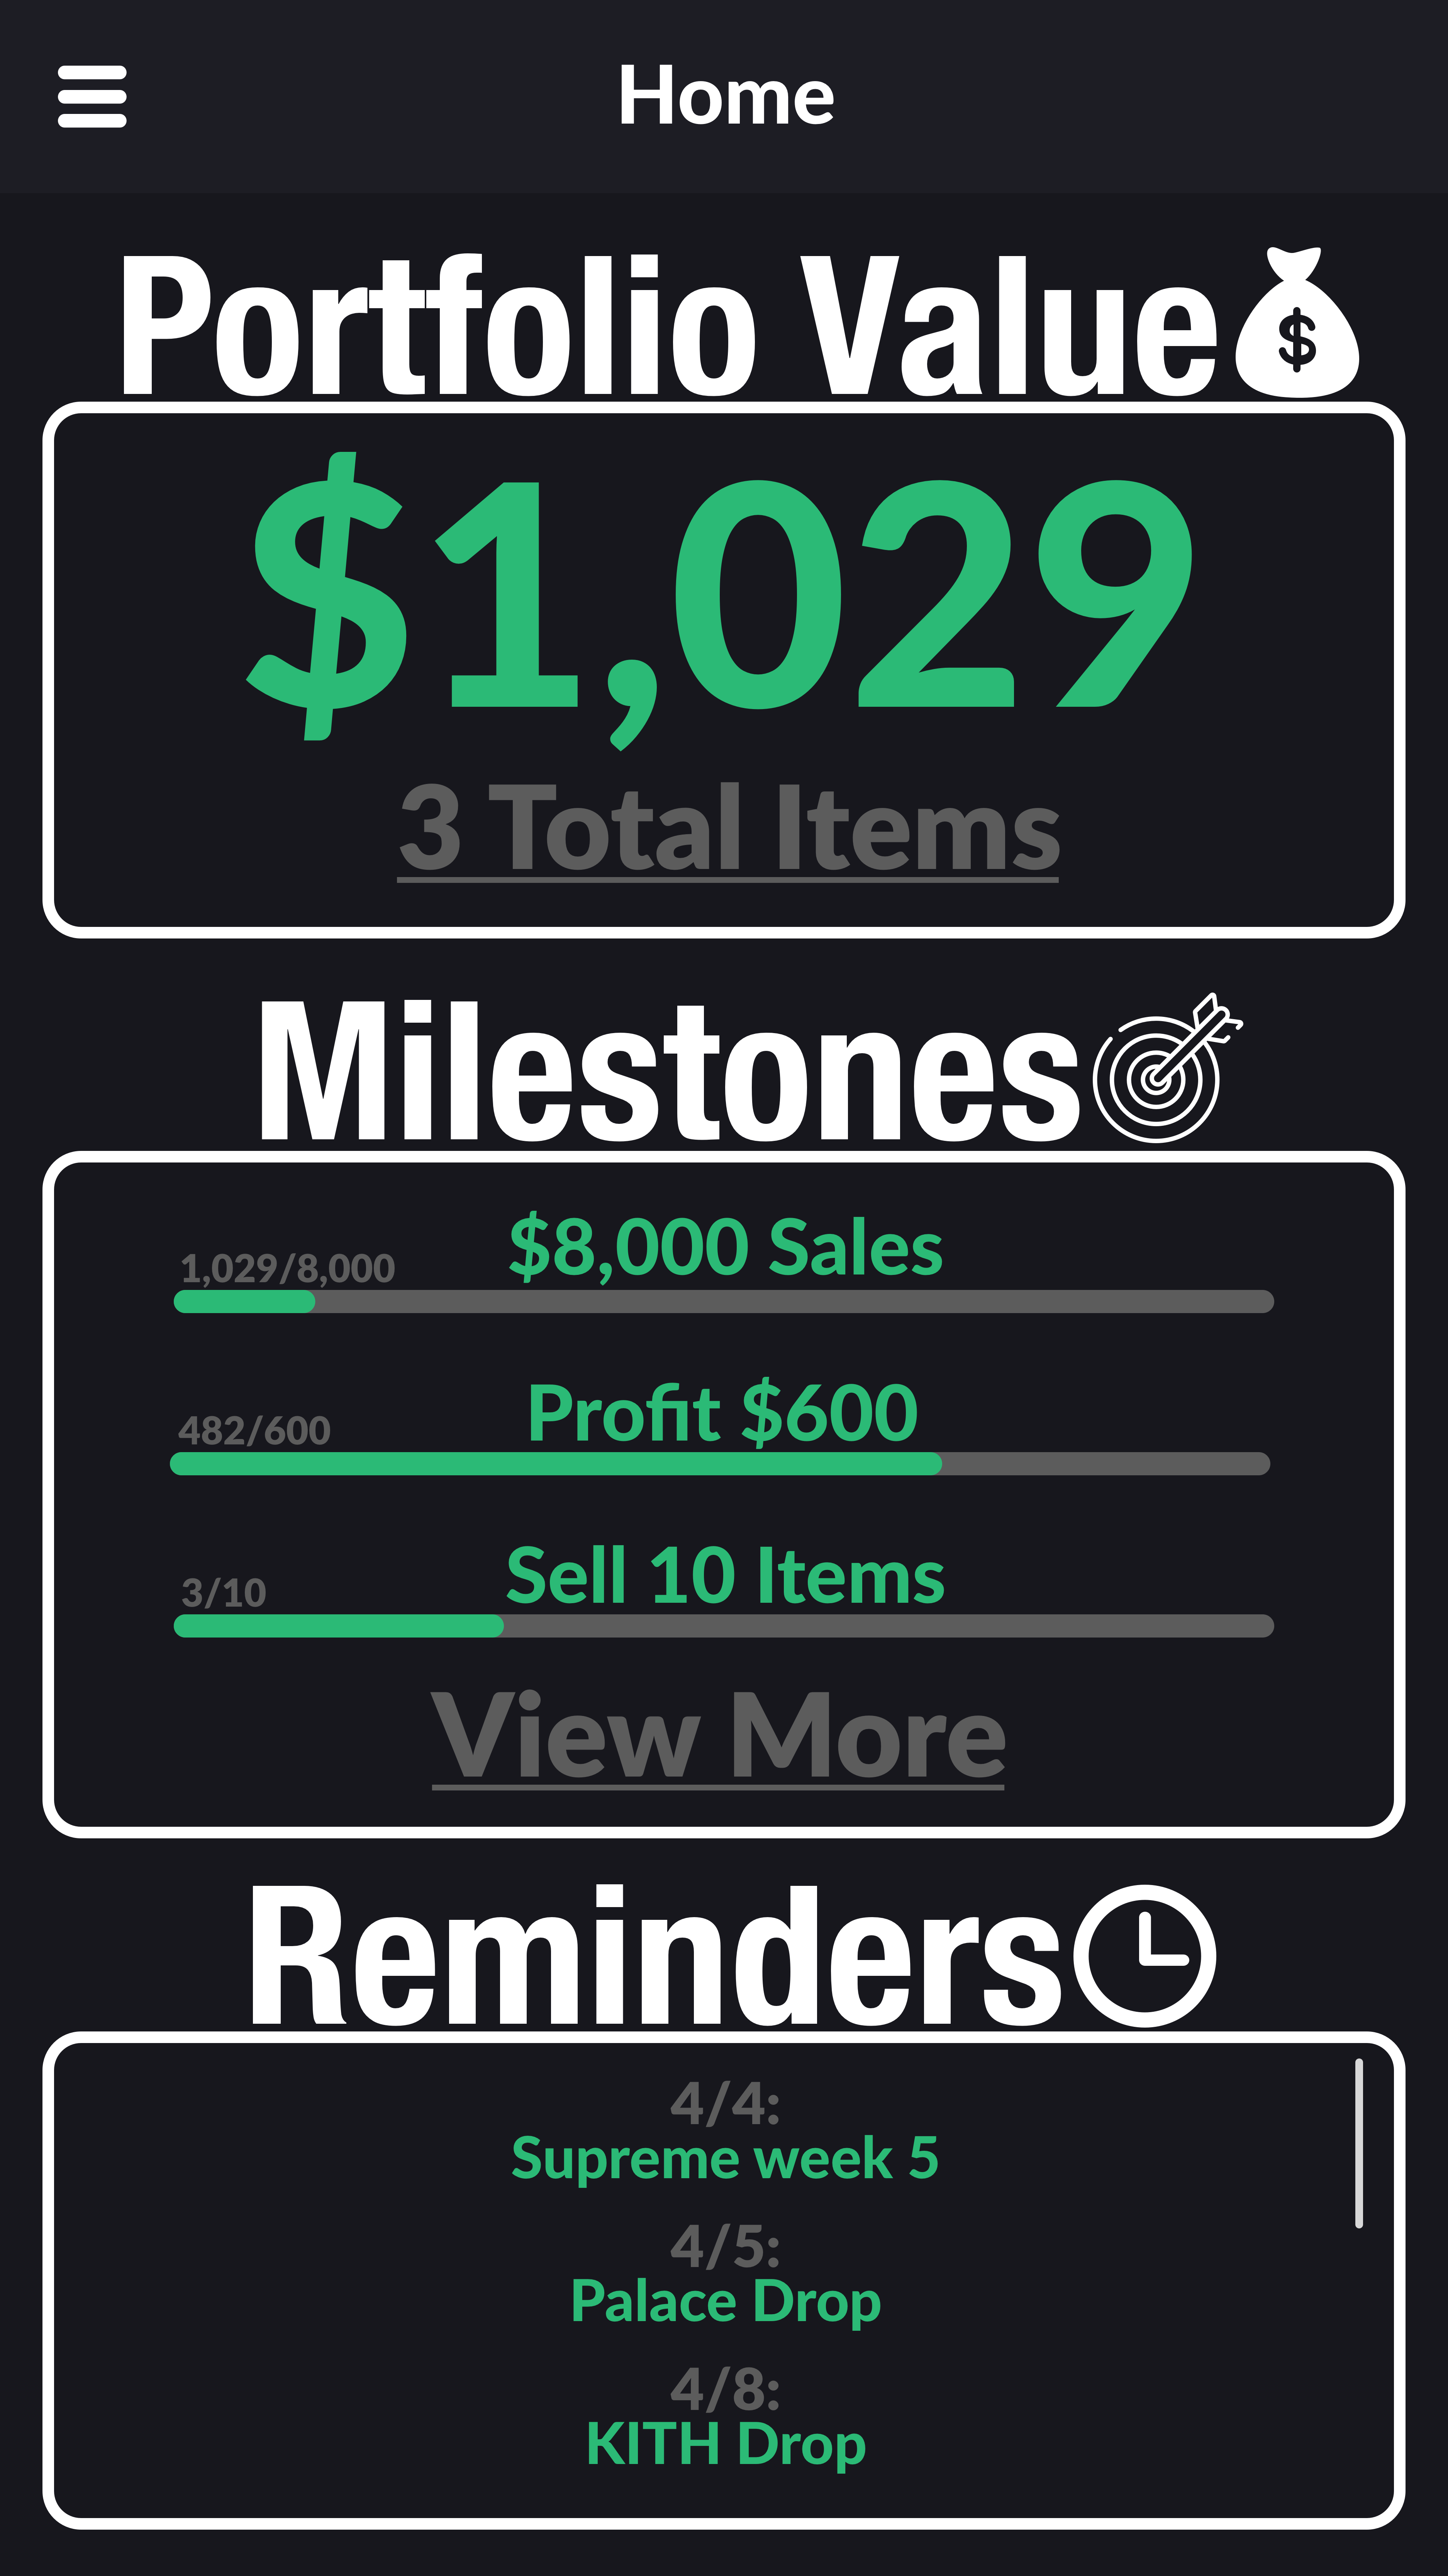 Home
Portfolio Value
$
$1,029
3 Total Items
Milestones
$8,000 Sales
1,029/8,000
Profit $600
482/600
Sell 10 Items
3/10
View More
Reminders
4/4:
Supreme week 5
4/5:
Palace Drop
4/8:
KITH Drop